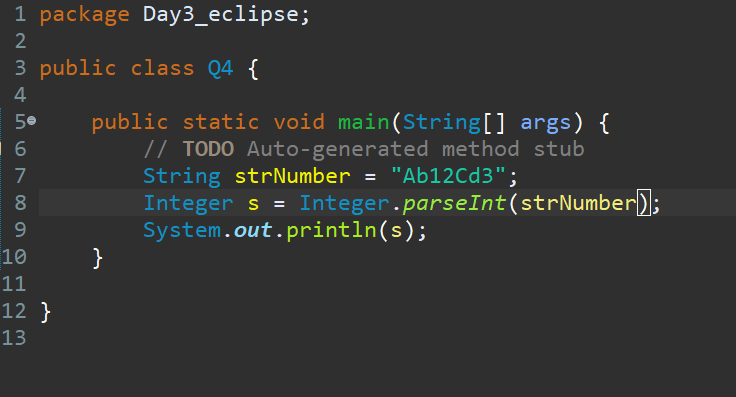 1 package Day3_eclipse;
2
3 public class Q4 {
4
5 public static void main(String[] args) {
6 // TODO Auto-generated method stub
7 String strNumber = "Ab12Cd3";
8 Integer s = Integer.parseInt(strNumber);
9 System.out.println(s);
10 }
11
12 }
13